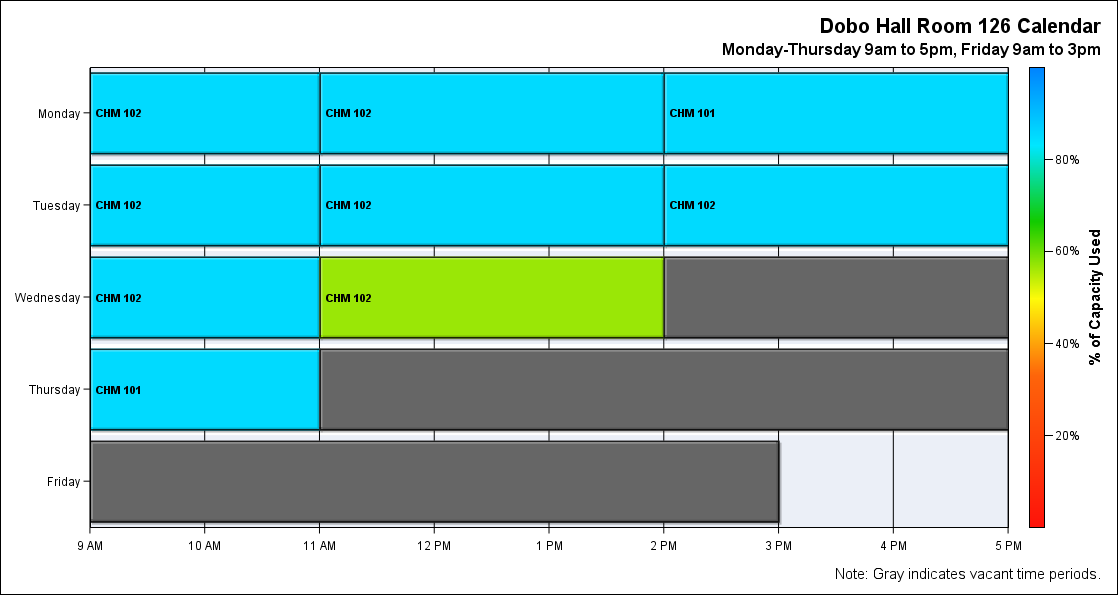 Dobo Hall Room 126 Calendar
Monday-Thursday 9am to 5pm, Friday 9am to 3pm
Monday
CHM 102
CHM 102
CHM 101
Tuesday
CHM 102
CHM 102
CHM 102
Wednesday
CHM 102
CHM 102
Thursday
CHM 101
Friday
9 AM
10 AM
11 AM
12 PM
1 PM
2 PM
3 PM
4 PM
5 PM
80%
60%
40%
20%
% of Capacity Used
Note: Gray indicates vacant time periods.